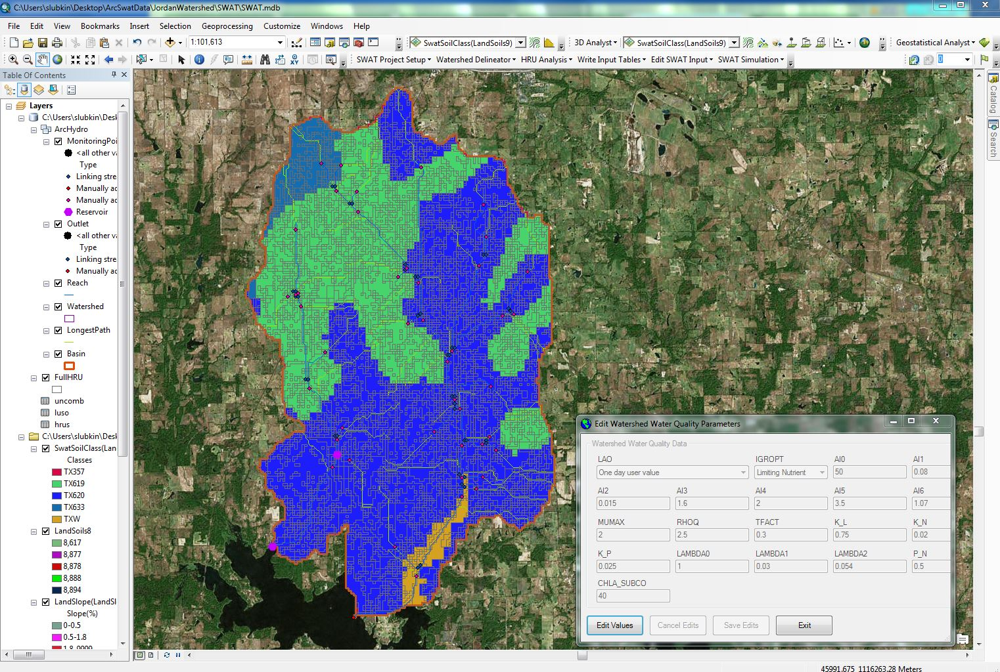 C:\Users\slubkin\Desktop\ArcSwatData\JordanWatershed\SWAT\SWAT.mdb
File Edit View Bookmarks Insert Selection Geoprocessing Customize Windows Help
1:101,613 SwatSoilClass(LandSoils9) 3D Analyst SwatSoilClass(LandSoils9) Geostatistical Analyst
SWAT Project Setup Watershed Delineator HRU Analysis Write Input Tables Edit SWAT Input SWAT Simulation 0
Table Of Contents
Layers
C:\Users\slubkin\Desk
ArcHydro
MonitoringPoi
<all other va
Type
Linking stre
Manually ac
Manually ac
Reservoir
Outlet
<all other va
Type
Linking stre
Manually ac
Reach
Watershed
LongestPath
Basin
FullHRU
uncomb
luso
hrus
C:\Users\slubkin\Desk
SwatSoilClass(Lan
Classes
TX357
TX619
TX620
TX633
TXW
LandSoils8
8,617
8,877
8,878
8,888
8,894
LandSlope(LandSl
Slope(%)
0-0.5
0.5-1.8
1.8-9999
Catalog
Search
Edit Watershed Water Quality Parameters
Watershed Water Quality Data
LAO IGROPT AI0 AI1
One day user value Limiting Nutrient 50 0.08
AI2 AI3 AI4 AI5 AI6
0.015 1.6 2 3.5 1.07
MUMAX RHOQ TFACT K_L K_N
2 2.5 0.3 0.75 0.02
K_P LAMBDA0 LAMBDA1 LAMBDA2 P_N
0.025 1 0.03 0.054 0.5
CHLA_SUBCO
40
Edit Values Cancel Edits Save Edits Exit
45991.675 1116263.28 Meters